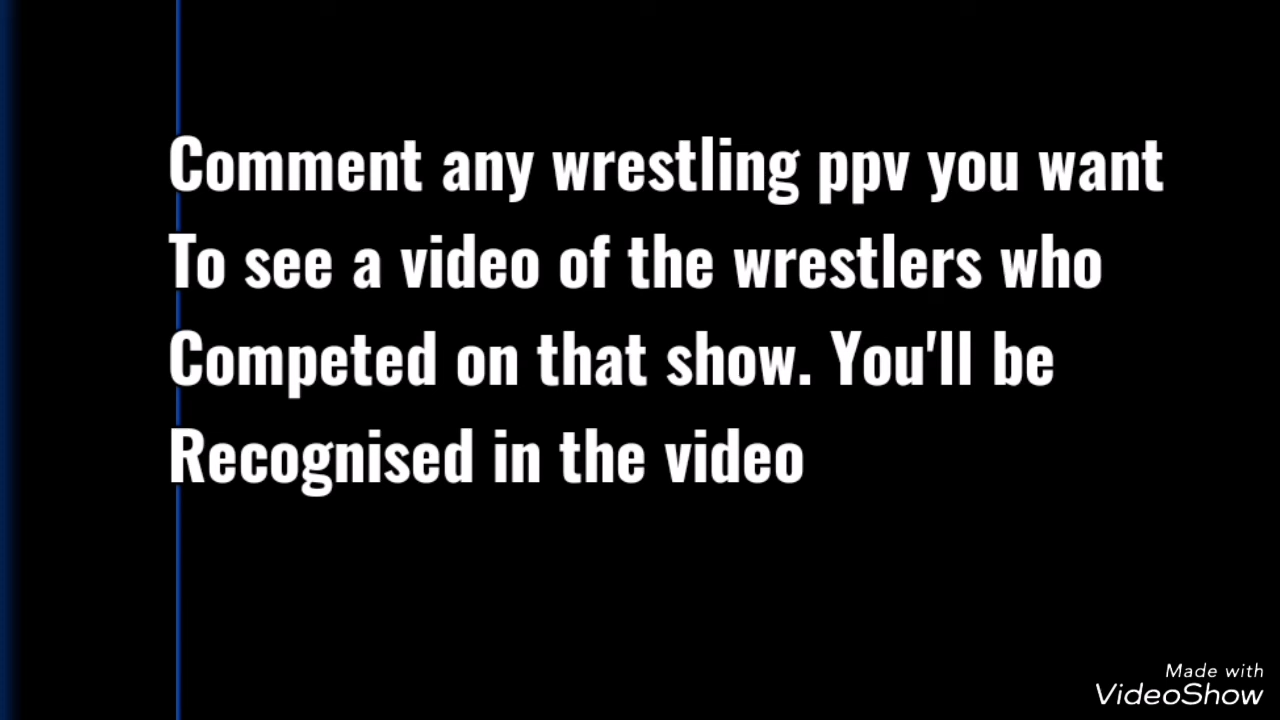 Comment any wrestling ppv you want
To see a video of the wrestlers who
Competed on that show. You'll be
Recognised in the video
Made with
VideoShow